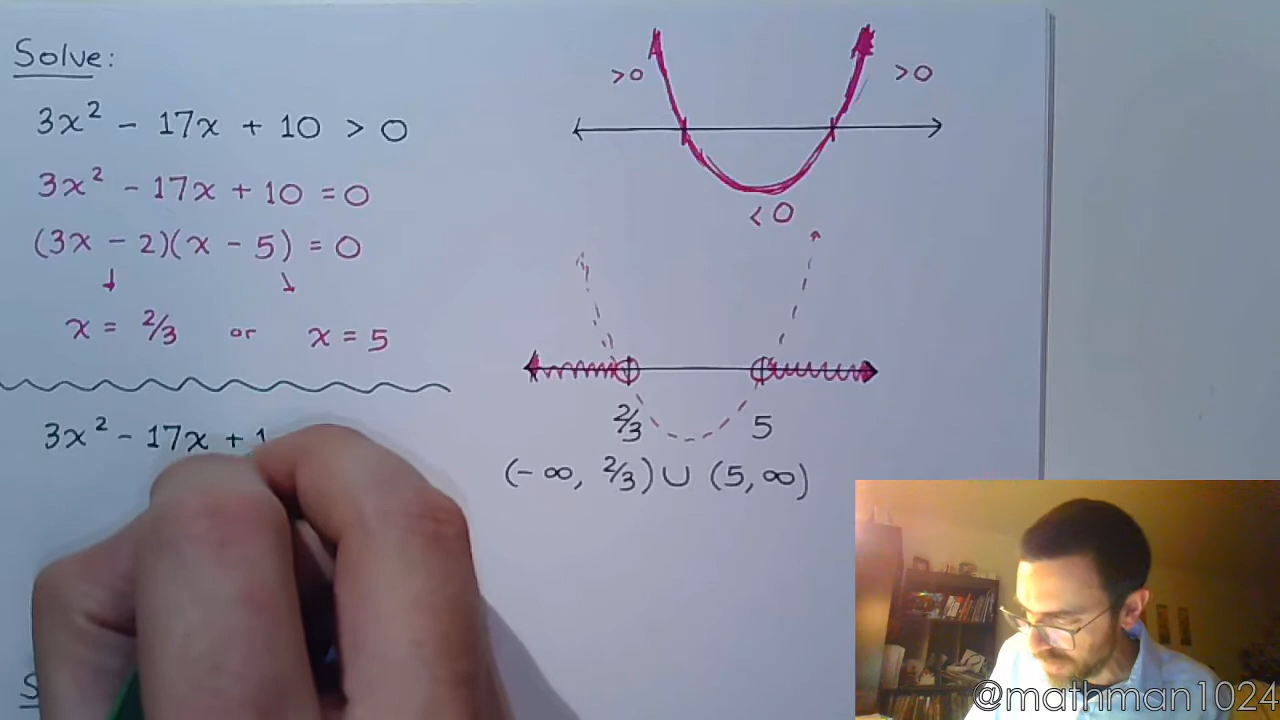 Solve:
3x² - 17x + 10 > 0
3x² - 17x + 10 = 0
(3x - 2)(x - 5) = 0
x = 2/3 or x = 5
3x² - 17x + 1
>0
>0
< 0
2/3 5
(-∞, 2/3) ∪ (5, ∞)
@mathman1024